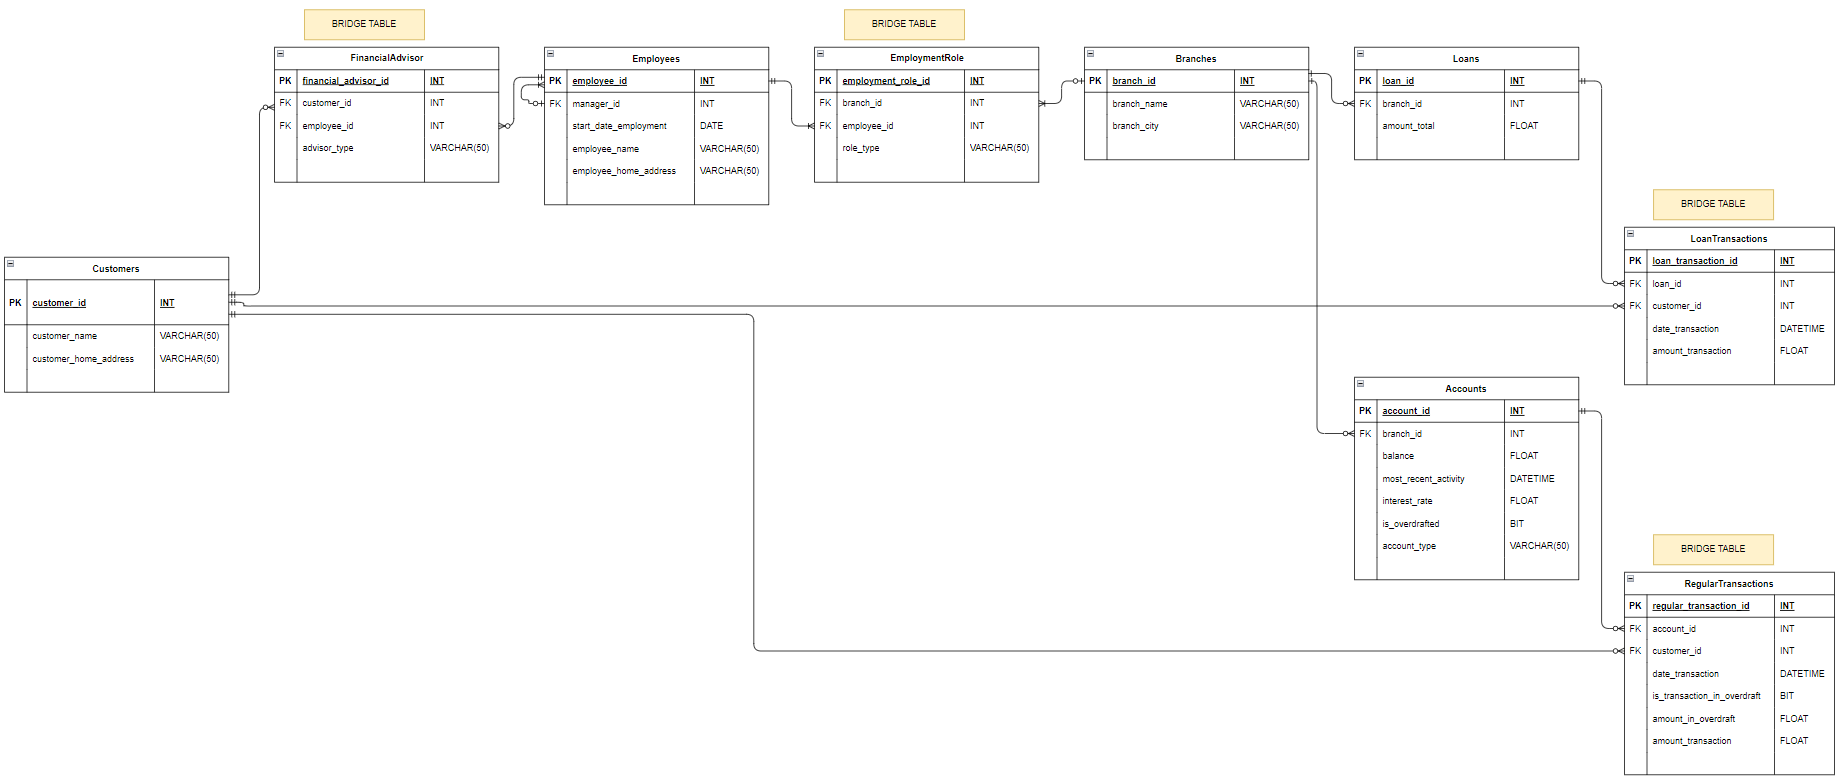 BRIDGE TABLE
FinancialAdvisor
PK financial_advisor_id INT
FK customer_id INT
FK employee_id INT
advisor_type VARCHAR(50)
Employees
PK employee_id INT
FK manager_id INT
start_date_employment DATE
employee_name VARCHAR(50)
employee_home_address VARCHAR(50)
BRIDGE TABLE
EmploymentRole
PK employment_role_id INT
FK branch_id INT
FK employee_id INT
role_type VARCHAR(50)
Branches
PK branch_id INT
branch_name VARCHAR(50)
branch_city VARCHAR(50)
Loans
PK loan_id INT
FK branch_id INT
amount_total FLOAT
BRIDGE TABLE
LoanTransactions
PK loan_transaction_id INT
FK loan_id INT
FK customer_id INT
date_transaction DATETIME
amount_transaction FLOAT
Customers
PK customer_id INT
customer_name VARCHAR(50)
customer_home_address VARCHAR(50)
Accounts
PK account_id INT
FK branch_id INT
balance FLOAT
most_recent_activity DATETIME
interest_rate FLOAT
is_overdrafted BIT
account_type VARCHAR(50)
BRIDGE TABLE
RegularTransactions
PK regular_transaction_id INT
FK account_id INT
FK customer_id INT
date_transaction DATETIME
is_transaction_in_overdraft BIT
amount_in_overdraft FLOAT
amount_transaction FLOAT